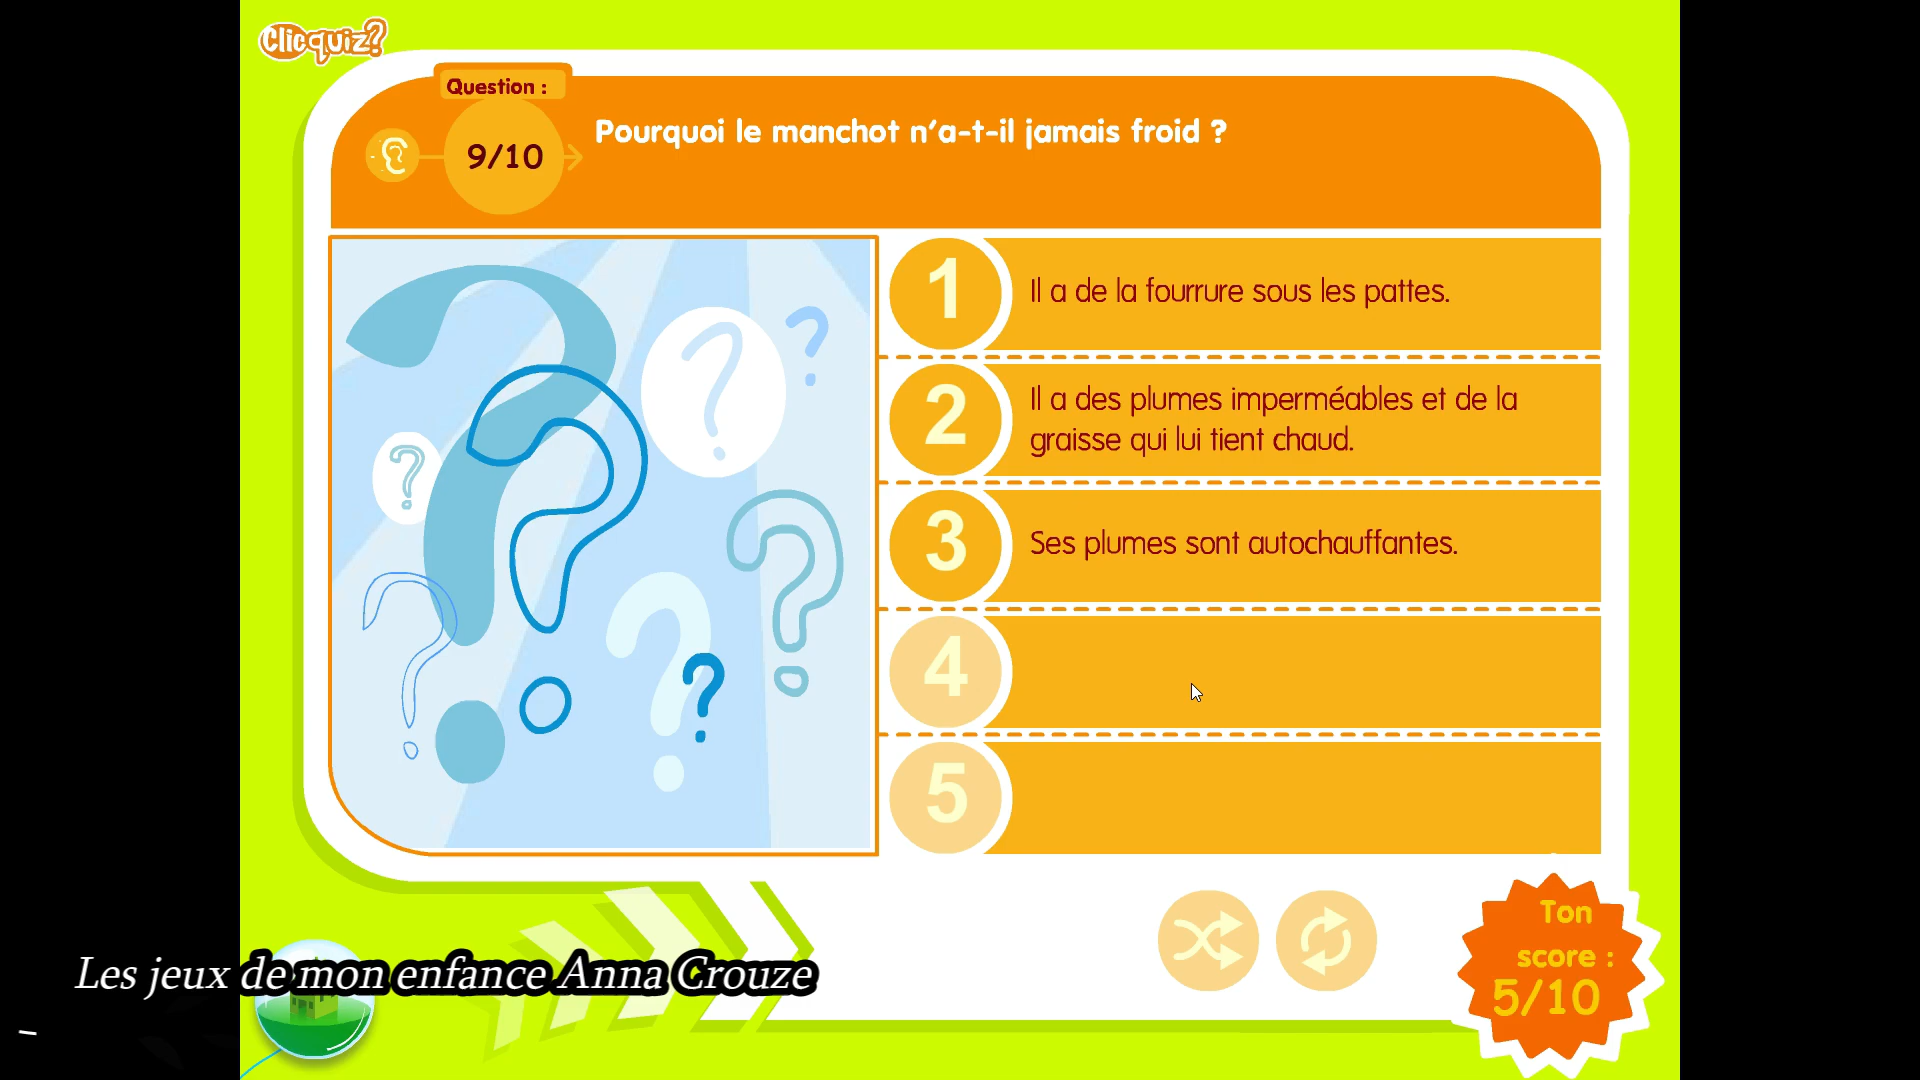 Clicquiz?
Question :
9/10
Pourquoi le manchot n'a-t-il jamais froid ?
1
Il a de la fourrure sous les pattes.
2
Il a des plumes imperméables et de la
graisse qui lui tient chaud.
3
Ses plumes sont autochauffantes.
4
5
Ton
score :
5/10
Les jeux de mon enfance Anna Crouze